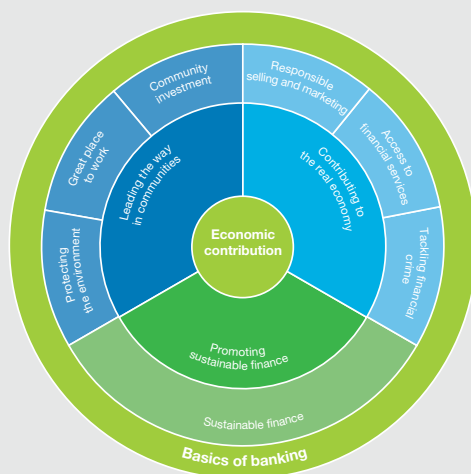 Community
investment
Responsible
selling and marketing
Great place
to work
Access to
financial services
Leading the way
in communities
Contributing to
the real economy
Economic
contribution
Protecting
the environment
Tackling financial
crime
Promoting
sustainable finance
Sustainable finance
Basics of banking